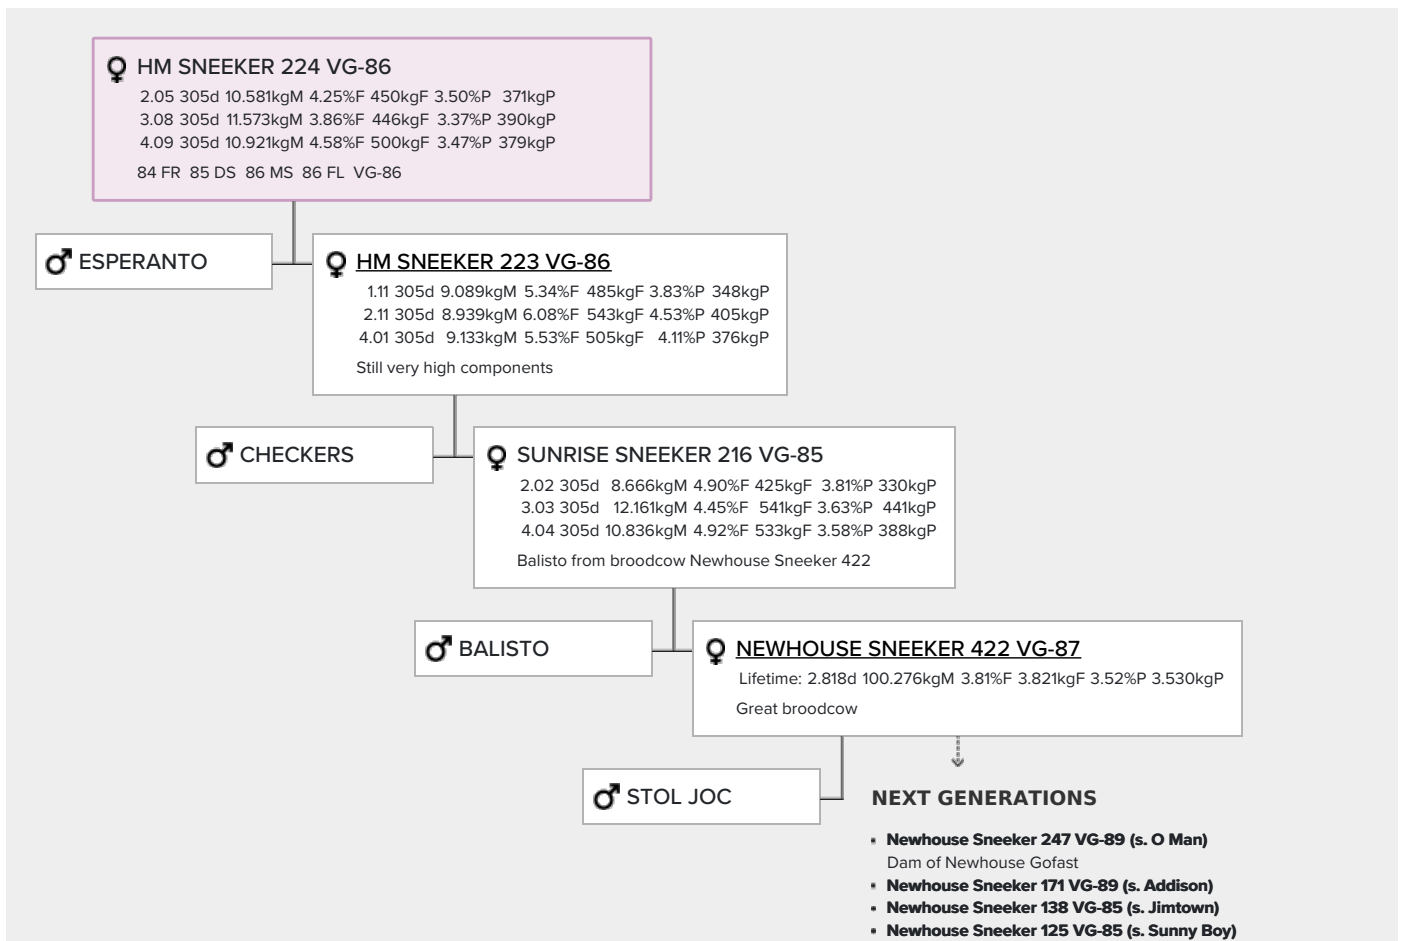 HM SNEEKER 224 VG-86
2.05 305d 10.581kgM 4.25%F 450kgF 3.50%P 371kgP
3.08 305d 11.573kgM 3.86%F 446kgF 3.37%P 390kgP
4.09 305d 10.921kgM 4.58%F 500kgF 3.47%P 379kgP
84 FR 85 DS 86 MS 86 FL VG-86
ESPERANTO
HM SNEEKER 223 VG-86
1.11 305d 9.089kgM 5.34%F 485kgF 3.83%P 348kgP
2.11 305d 8.939kgM 6.08%F 543kgF 4.53%P 405kgP
4.01 305d 9.133kgM 5.53%F 505kgF 4.11%P 376kgP
Still very high components
CHECKERS
SUNRISE SNEEKER 216 VG-85
2.02 305d 8.666kgM 4.90%F 425kgF 3.81%P 330kgP
3.03 305d 12.161kgM 4.45%F 541kgF 3.63%P 441kgP
4.04 305d 10.836kgM 4.92%F 533kgF 3.58%P 388kgP
Balisto from broodcow Newhouse Sneeker 422
BALISTO
NEWHOUSE SNEEKER 422 VG-87
Lifetime: 2.818d 100.276kgM 3.81%F 3.821kgF 3.52%P 3.530kgP
Great broodcow
STOL JOC
NEXT GENERATIONS
Newhouse Sneeker 247 VG-89 (s. O Man)
Dam of Newhouse Gofast
Newhouse Sneeker 171 VG-89 (s. Addison)
Newhouse Sneeker 138 VG-85 (s. Jimtown)
Newhouse Sneeker 125 VG-85 (s. Sunny Boy)